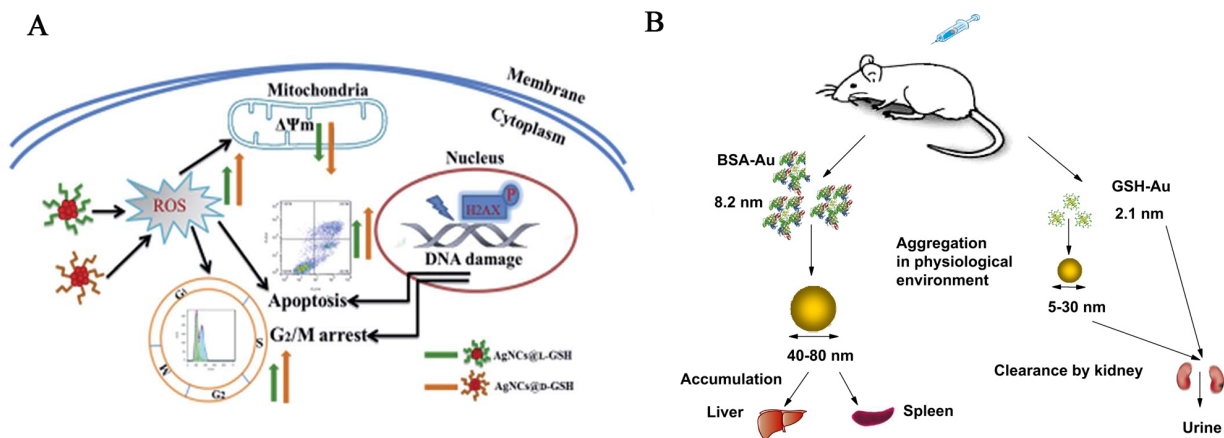 A
Membrane
Mitochondria
Cytoplasm
ΔΨm
Nucleus
ROS
P
H2AX
DNA damage
Apoptosis
G1
G2/M arrest
S
M
G2
AgNCs@L-GSH
AgNCs@D-GSH
B
BSA-Au
8.2 nm
GSH-Au
2.1 nm
Aggregation
in physiological
environment
5-30 nm
40-80 nm
Accumulation
Clearance by kidney
Liver
Spleen
Urine